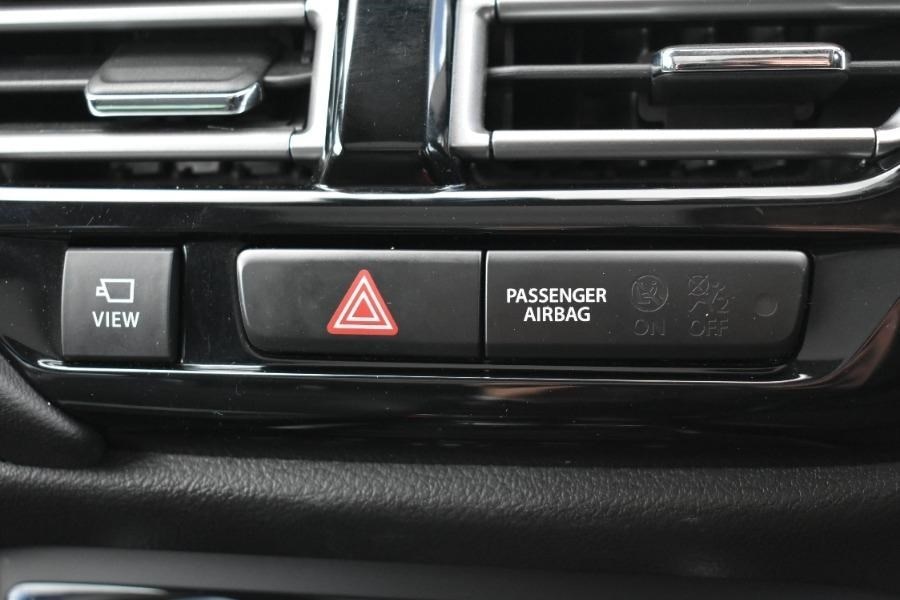 VIEW
PASSENGER
AIRBAG
ON OFF